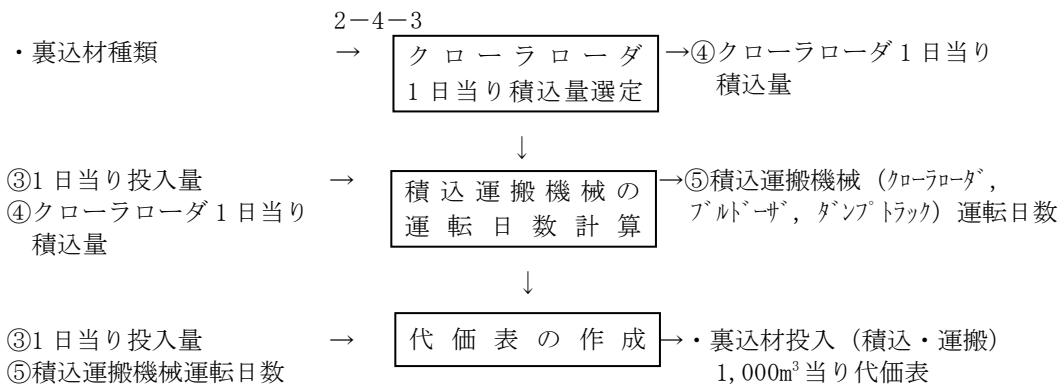 2－4－3
・裏込材種類 → クローラローダ →④クローラローダ1日当り
1日当り積込量選定 積込量
↓
③1日当り投入量 → 積込運搬機械の →⑤積込運搬機械（ｸﾛｰﾗﾛｰﾀﾞ，
④クローラローダ1日当り 運転日数計算 ﾌﾞﾙﾄﾞｰｻﾞ，ﾀﾞﾝﾌﾟﾄﾗｯｸ）運転日数
積込量
↓
③1日当り投入量 → 代価表の作成 →・裏込材投入（積込・運搬）
⑤積込運搬機械運転日数 1,000m³当り代価表